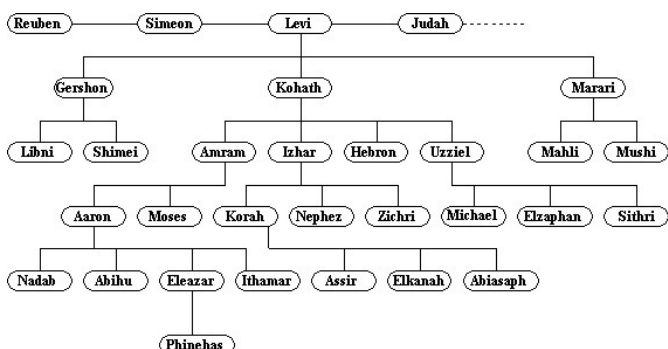 Reuben Simeon Levi Judah
Gershon Kohath Marari
Libni Shimei Amram Izhar Hebron Uzziel Mahli Mushi
Aaron Moses Korah Nephez Zichri Michael Elzaphan Sithri
Nadab Abihu Eleazar Ithamar Assir Elkanah Abiasaph
Phinehas